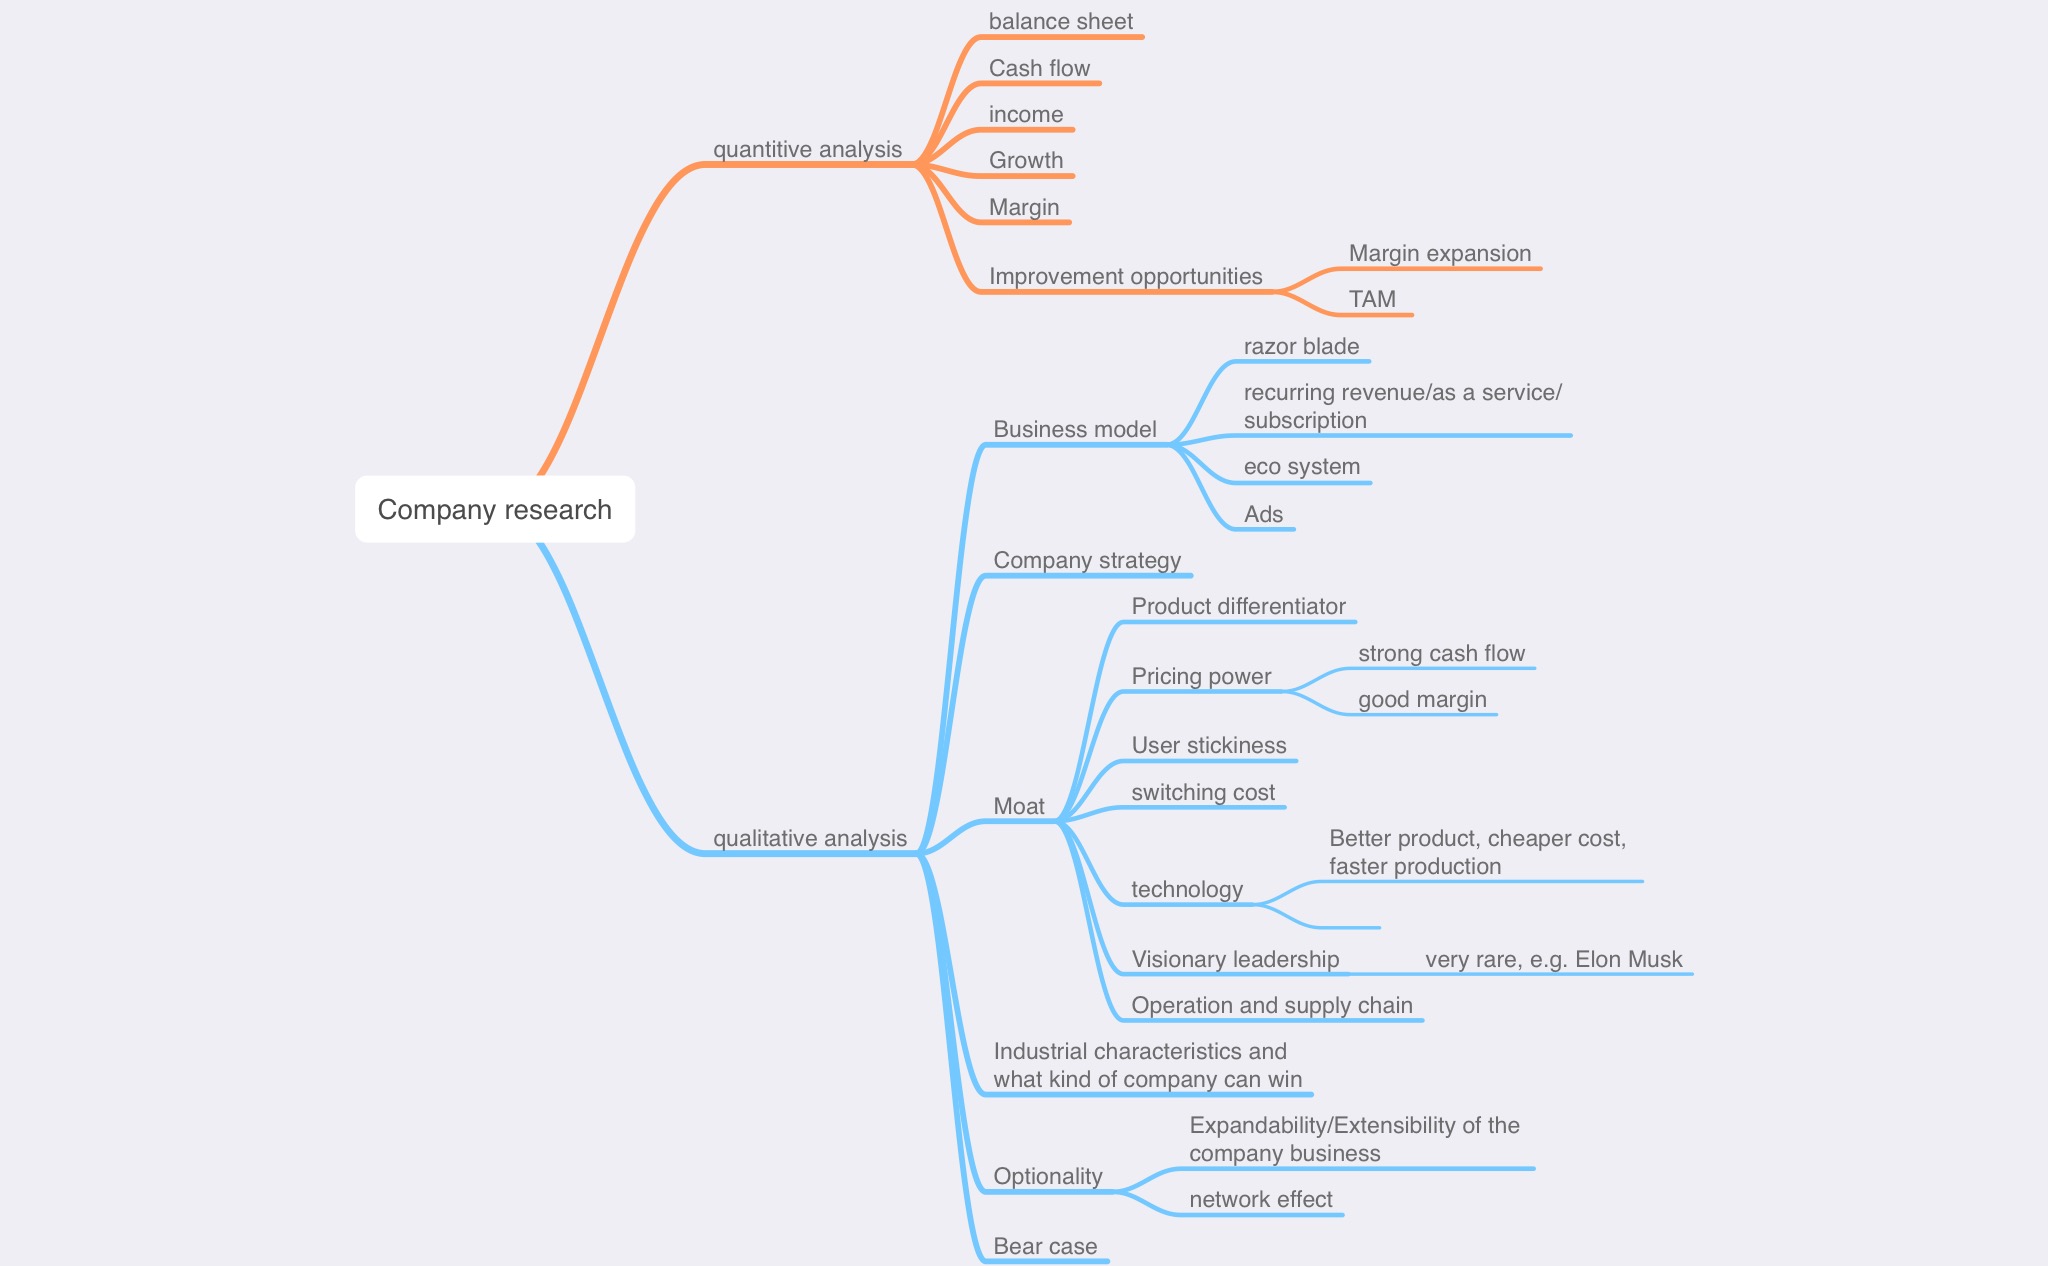 balance sheet
Cash flow
income
quantitive analysis
Growth
Margin
Margin expansion
Improvement opportunities
TAM
razor blade
recurring revenue/as a service/
subscription
Business model
eco system
Ads
Company research
Company strategy
Product differentiator
strong cash flow
Pricing power
good margin
User stickiness
switching cost
Moat
qualitative analysis
Better product, cheaper cost,
faster production
technology
Visionary leadership
very rare, e.g. Elon Musk
Operation and supply chain
Industrial characteristics and
what kind of company can win
Expandability/Extensibility of the
company business
Optionality
network effect
Bear case